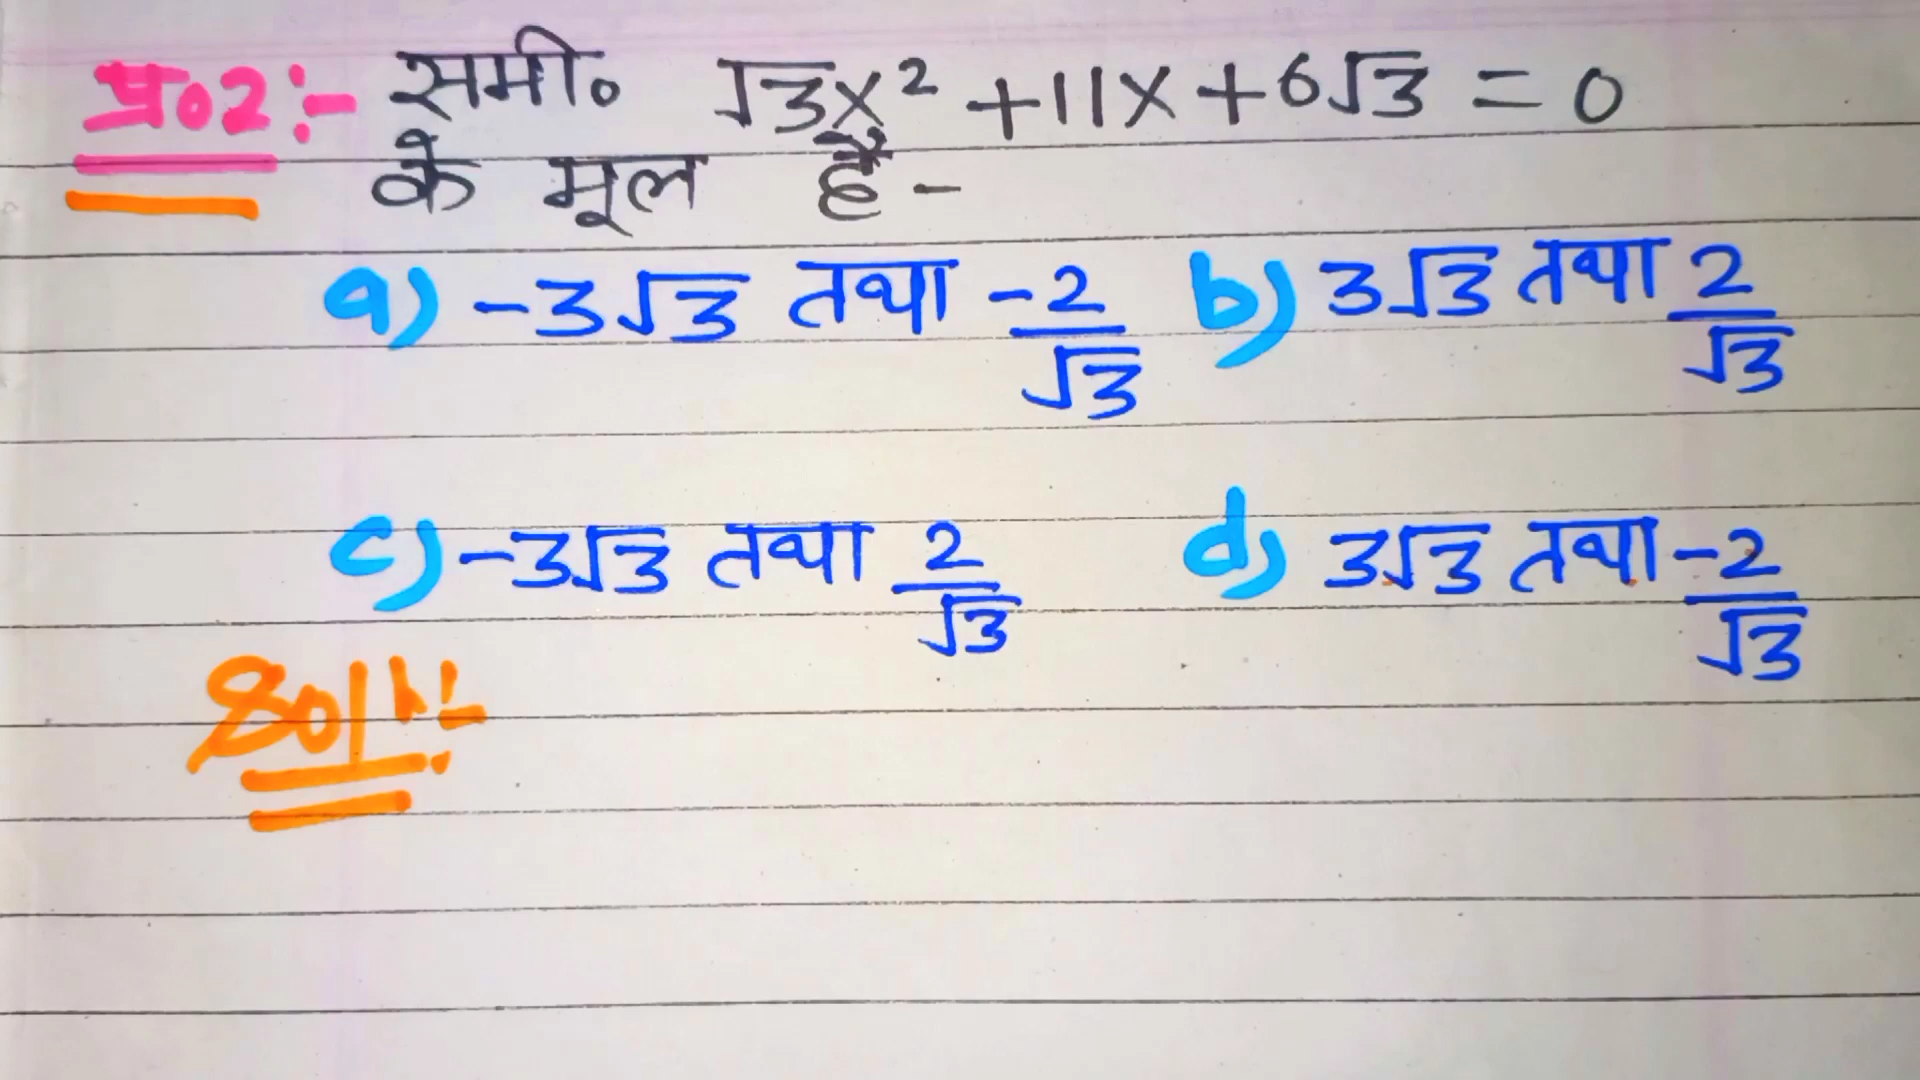 प्र०2:- समी० √3x² + 11x + 6√3 = 0
के मूल है -
a) -3√3 तथा -2/√3 b) 3√3 तथा 2/√3
c) -3√3 तथा 2/√3 d) 3√3 तथा -2/√3
Sol!:-